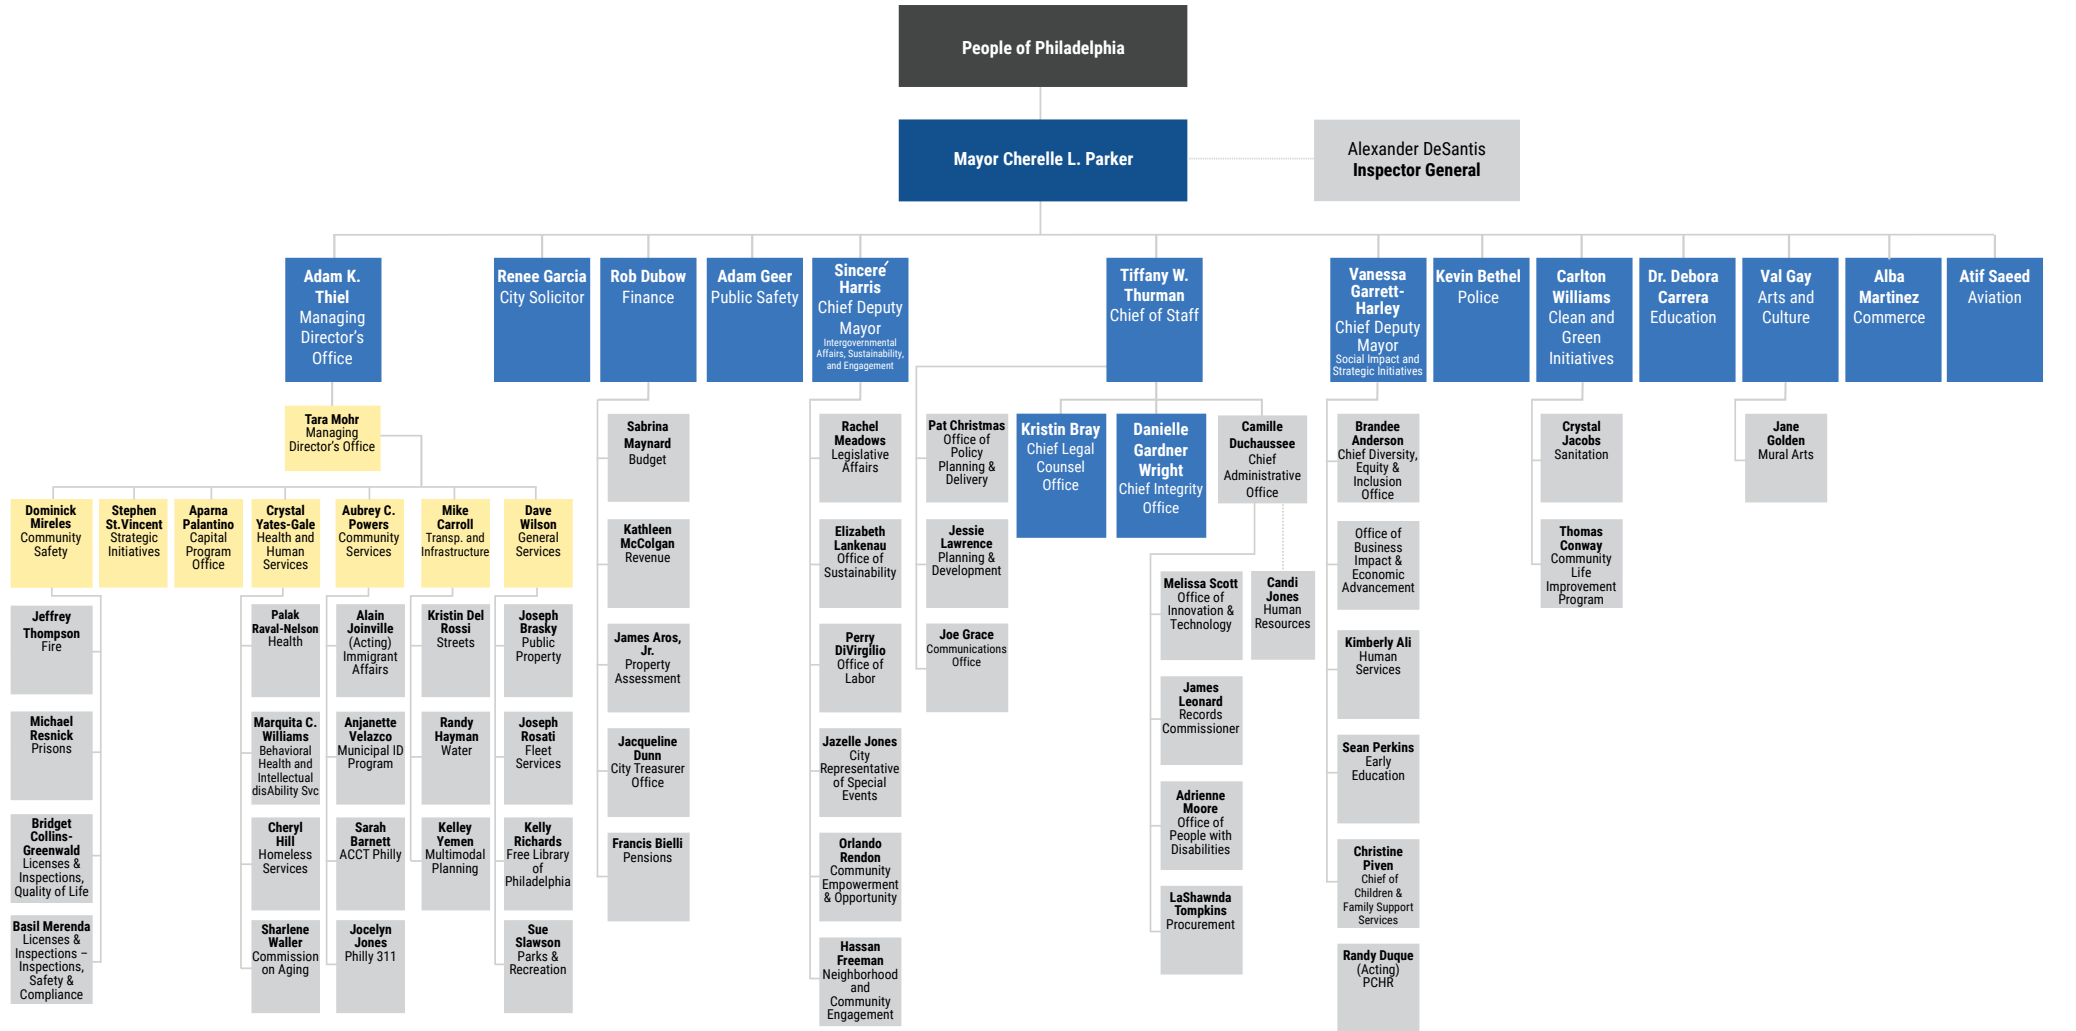 People of Philadelphia
Mayor Cherelle L. Parker
Alexander DeSantis
Inspector General
Adam K.
Thiel
Managing
Director's
Office
Renee Garcia
City Solicitor
Rob Dubow
Finance
Adam Geer
Public Safety
Sinceré
Harris
Chief Deputy
Mayor
Intergovernmental
Affairs, Sustainability,
and Engagement
Tiffany W.
Thurman
Chief of Staff
Vanessa
Garrett-
Harley
Chief Deputy
Mayor
Social Impact and
Strategic Initiatives
Kevin Bethel
Police
Carlton
Williams
Clean and
Green
Initiatives
Dr. Debora
Carrera
Education
Val Gay
Arts and
Culture
Alba
Martinez
Commerce
Atif Saeed
Aviation
Tara Mohr
Managing
Director's Office
Dominick
Mireles
Community
Safety
Stephen
St.Vincent
Strategic
Initiatives
Aparna
Palantino
Capital
Program
Office
Crystal
Yates-Gale
Health and
Human
Services
Aubrey C.
Powers
Community
Services
Mike
Carroll
Transp. and
Infrastructure
Dave
Wilson
General
Services
Jeffrey
Thompson
Fire
Michael
Resnick
Prisons
Bridget
Collins-
Greenwald
Licenses &
Inspections,
Quality of Life
Basil Merenda
Licenses &
Inspections –
Inspections,
Safety &
Compliance
Palak
Raval-Nelson
Health
Marquita C.
Williams
Behavioral
Health and
Intellectual
disAbility Svc
Cheryl
Hill
Homeless
Services
Sharlene
Waller
Commission
on Aging
Alain
Joinville
(Acting)
Immigrant
Affairs
Anjanette
Velazco
Municipal ID
Program
Sarah
Barnett
ACCT Philly
Jocelyn
Jones
Philly 311
Kristin Del
Rossi
Streets
Randy
Hayman
Water
Kelley
Yemen
Multimodal
Planning
Joseph
Brasky
Public
Property
Joseph
Rosati
Fleet
Services
Kelly
Richards
Free Library
of
Philadelphia
Sue
Slawson
Parks &
Recreation
Sabrina
Maynard
Budget
Kathleen
McColgan
Revenue
James Aros,
Jr.
Property
Assessment
Jacqueline
Dunn
City Treasurer
Office
Francis Bielli
Pensions
Rachel
Meadows
Legislative
Affairs
Elizabeth
Lankenau
Office of
Sustainability
Perry
DiVirgilio
Office of
Labor
Jazelle Jones
City
Representative
of Special
Events
Orlando
Rendon
Community
Empowerment
& Opportunity
Hassan
Freeman
Neighborhood
and
Community
Engagement
Pat Christmas
Office of
Policy
Planning &
Delivery
Jessie
Lawrence
Planning &
Development
Joe Grace
Communications
Office
Kristin Bray
Chief Legal
Counsel
Office
Danielle
Gardner
Wright
Chief Integrity
Office
Camille
Duchaussee
Chief
Administrative
Office
Melissa Scott
Office of
Innovation &
Technology
Candi
Jones
Human
Resources
James
Leonard
Records
Commissioner
Adrienne
Moore
Office of
People with
Disabilities
LaShawnda
Tompkins
Procurement
Brandee
Anderson
Chief Diversity,
Equity &
Inclusion
Office
Office of
Business
Impact &
Economic
Advancement
Kimberly Ali
Human
Services
Sean Perkins
Early
Education
Christine
Piven
Chief of
Children &
Family Support
Services
Randy Duque
(Acting)
PCHR
Crystal
Jacobs
Sanitation
Thomas
Conway
Community
Life
Improvement
Program
Jane
Golden
Mural Arts